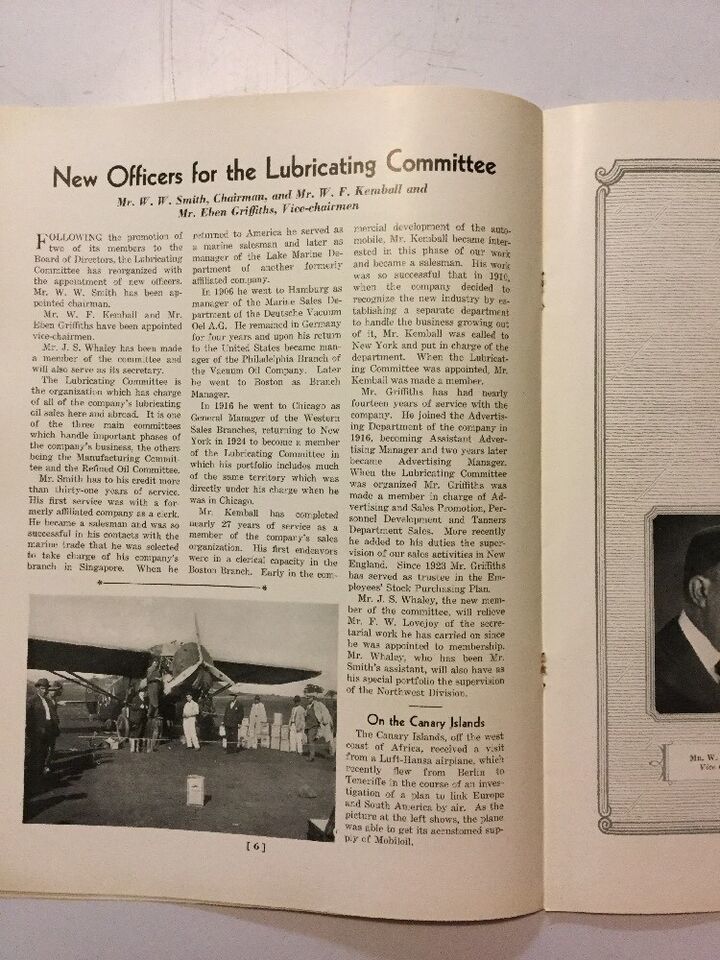 New Officers for the Lubricating Committee
Mr. W. W. Smith, Chairman, and Mr. W. F. Kemball and
Mr. Eben Griffiths, Vice-chairmen
FOLLOWING the promotion of
two of its members to the
Board of Directors, the Lubricating
Committee has reorganized with
the appointment of new officers.
Mr. W. W. Smith has been ap-
pointed chairman.
Mr. W. F. Kemball and Mr.
Eben Griffiths have been appointed
vice-chairmen.
Mr. J. S. Whaley has been made
a member of the committee and
will also serve as its secretary.
The Lubricating Committee is
the organization which has charge
of all of the company's lubricating
oil sales here and abroad. It is one
of the three main committees
which handle important phases of
the company's business, the others
being the Manufacturing Commit-
tee and the Refined Oil Committee.
Mr. Smith has to his credit more
than thirty-one years of service.
His first service was with a for-
merly affiliated company as a clerk.
He became a salesman and was so
successful in his contacts with the
marine trade that he was selected
to take charge of his company's
branch in Singapore. When he
returned to America he served as
a marine salesman and later as
manager of the Lake Marine De-
partment of another formerly
affiliated company.
In 1906 he went to Hamburg as
manager of the Marine Sales De-
partment of the Deutsche Vacuum
Oel A.G. He remained in Germany
for four years and upon his return
to the United States became man-
ager of the Philadelphia Branch of
the Vacuum Oil Company. Later
he went to Boston as Branch
Manager.
In 1916 he went to Chicago as
General Manager of the Western
Sales Branches, returning to New
York in 1924 to become a member
of the Lubricating Committee in
which his portfolio includes much
of the same territory which was
directly under his charge when he
was in Chicago.
Mr. Kemball has completed
nearly 27 years of service as a
member of the company's sales
organization. His first endeavors
were in a clerical capacity in the
Boston Branch. Early in the com-
mercial development of the auto-
mobile, Mr. Kemball became inter-
ested in this phase of our work
and became a salesman. His work
was so successful that in 1910,
when the company decided to
recognize the new industry by es-
tablishing a separate department
to handle the business growing out
of it, Mr. Kemball was called to
New York and put in charge of the
department. When the Lubricat-
ing Committee was appointed, Mr.
Kemball was made a member.
Mr. Griffiths has had nearly
fourteen years of service with the
company. He joined the Advertis-
ing Department of the company in
1916, becoming Assistant Adver-
tising Manager and two years later
became Advertising Manager.
When the Lubricating Committee
was organized Mr. Griffiths was
made a member in charge of Ad-
vertising and Sales Promotion, Per-
sonnel Development and Tanners
Department Sales. More recently
he added to his duties the super-
vision of our sales activities in New
England. Since 1923 Mr. Griffiths
has served as trustee in the Em-
ployees' Stock Purchasing Plan.
Mr. J. S. Whaley, the new mem-
ber of the committee, will relieve
Mr. F. W. Lovejoy of the secre-
tarial work he has carried on since
he was appointed to membership.
Mr. Whaley, who has been Mr.
Smith's assistant, will also have as
his special portfolio the supervision
of the Northwest Division.
On the Canary Islands
The Canary Islands, off the west
coast of Africa, received a visit
from a Luft-Hansa airplane, which
recently flew from Berlin to
Teneriffe in the course of an inves-
tigation of a plan to link Europe
and South America by air. As the
picture at the left shows, the plane
was able to get its accustomed sup-
ply of Mobiloil.
[ 6 ]
MR. W.
Vice